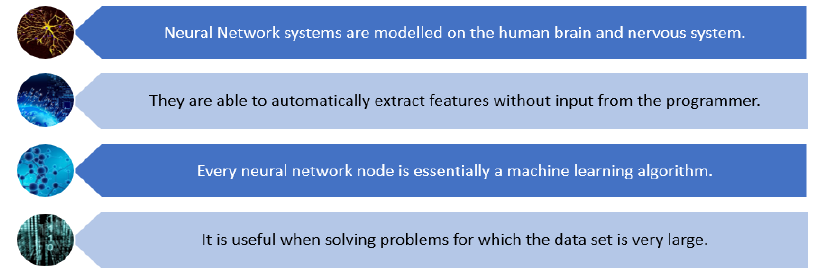 Neural Network systems are modelled on the human brain and nervous system.
They are able to automatically extract features without input from the programmer.
Every neural network node is essentially a machine learning algorithm.
It is useful when solving problems for which the data set is very large.